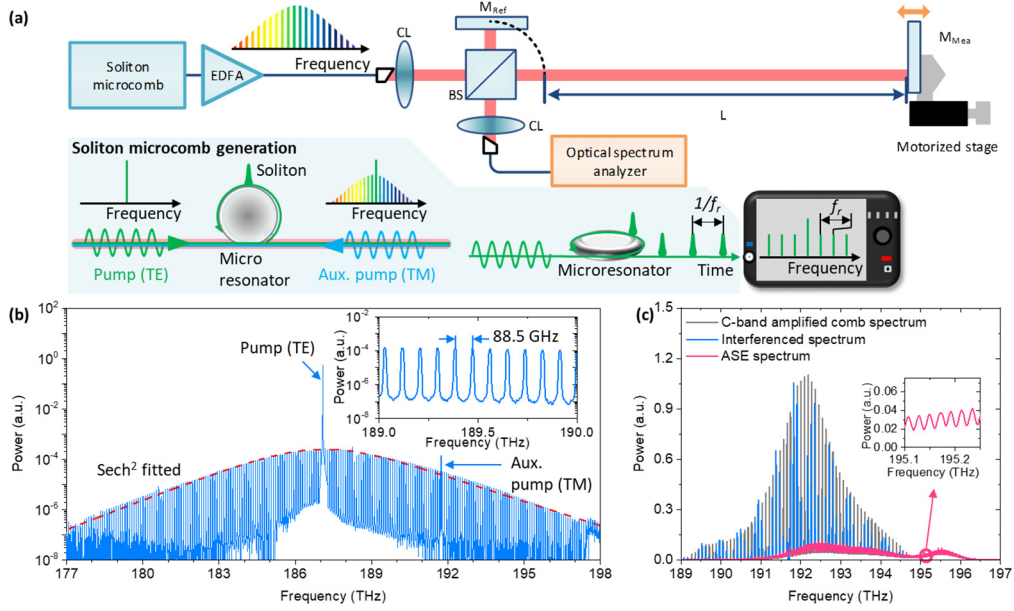 (a)
M_Ref
M_Mea
CL
Frequency
Soliton
microcomb
EDFA
BS
L
CL
Motorized stage
Optical spectrum
analyzer
Soliton microcomb generation
Soliton
Frequency
Frequency
Pump (TE)
Micro
resonator
Aux. pump (TM)
1/f_r
Microresonator
Time
f_r
Frequency
(b)
10^2
10^0
10^-2
10^-4
10^-6
10^-8
Power (a.u.)
Pump (TE)
Sech^2 fitted
Aux.
pump (TM)
10^-2
10^-4
10^-6
10^-8
Power (a.u.)
88.5 GHz
189.0
189.5
190.0
Frequency (THz)
177
180
183
186
189
192
195
198
Frequency (THz)
(c)
1.5
1.2
0.9
0.6
0.3
0.0
Power (a.u.)
C-band amplified comb spectrum
Interferenced spectrum
ASE spectrum
0.06
0.04
0.02
0.00
Power (a.u.)
195.1
195.2
Frequency (THz)
189
190
191
192
193
194
195
196
197
Frequency (THz)